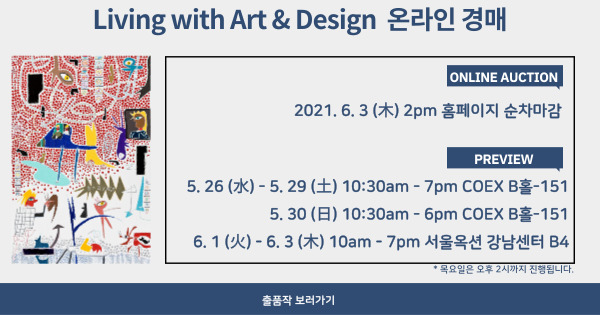 Living with Art & Design 온라인 경매
ONLINE AUCTION
2021. 6. 3 (木) 2pm 홈페이지 순차마감
PREVIEW
5. 26 (水) - 5. 29 (土) 10:30am - 7pm COEX B홀-151
5. 30 (日) 10:30am - 6pm COEX B홀-151
6. 1 (火) - 6. 3 (木) 10am - 7pm 서울옥션 강남센터 B4
* 목요일은 오후 2시까지 진행됩니다.
출품작 보러가기